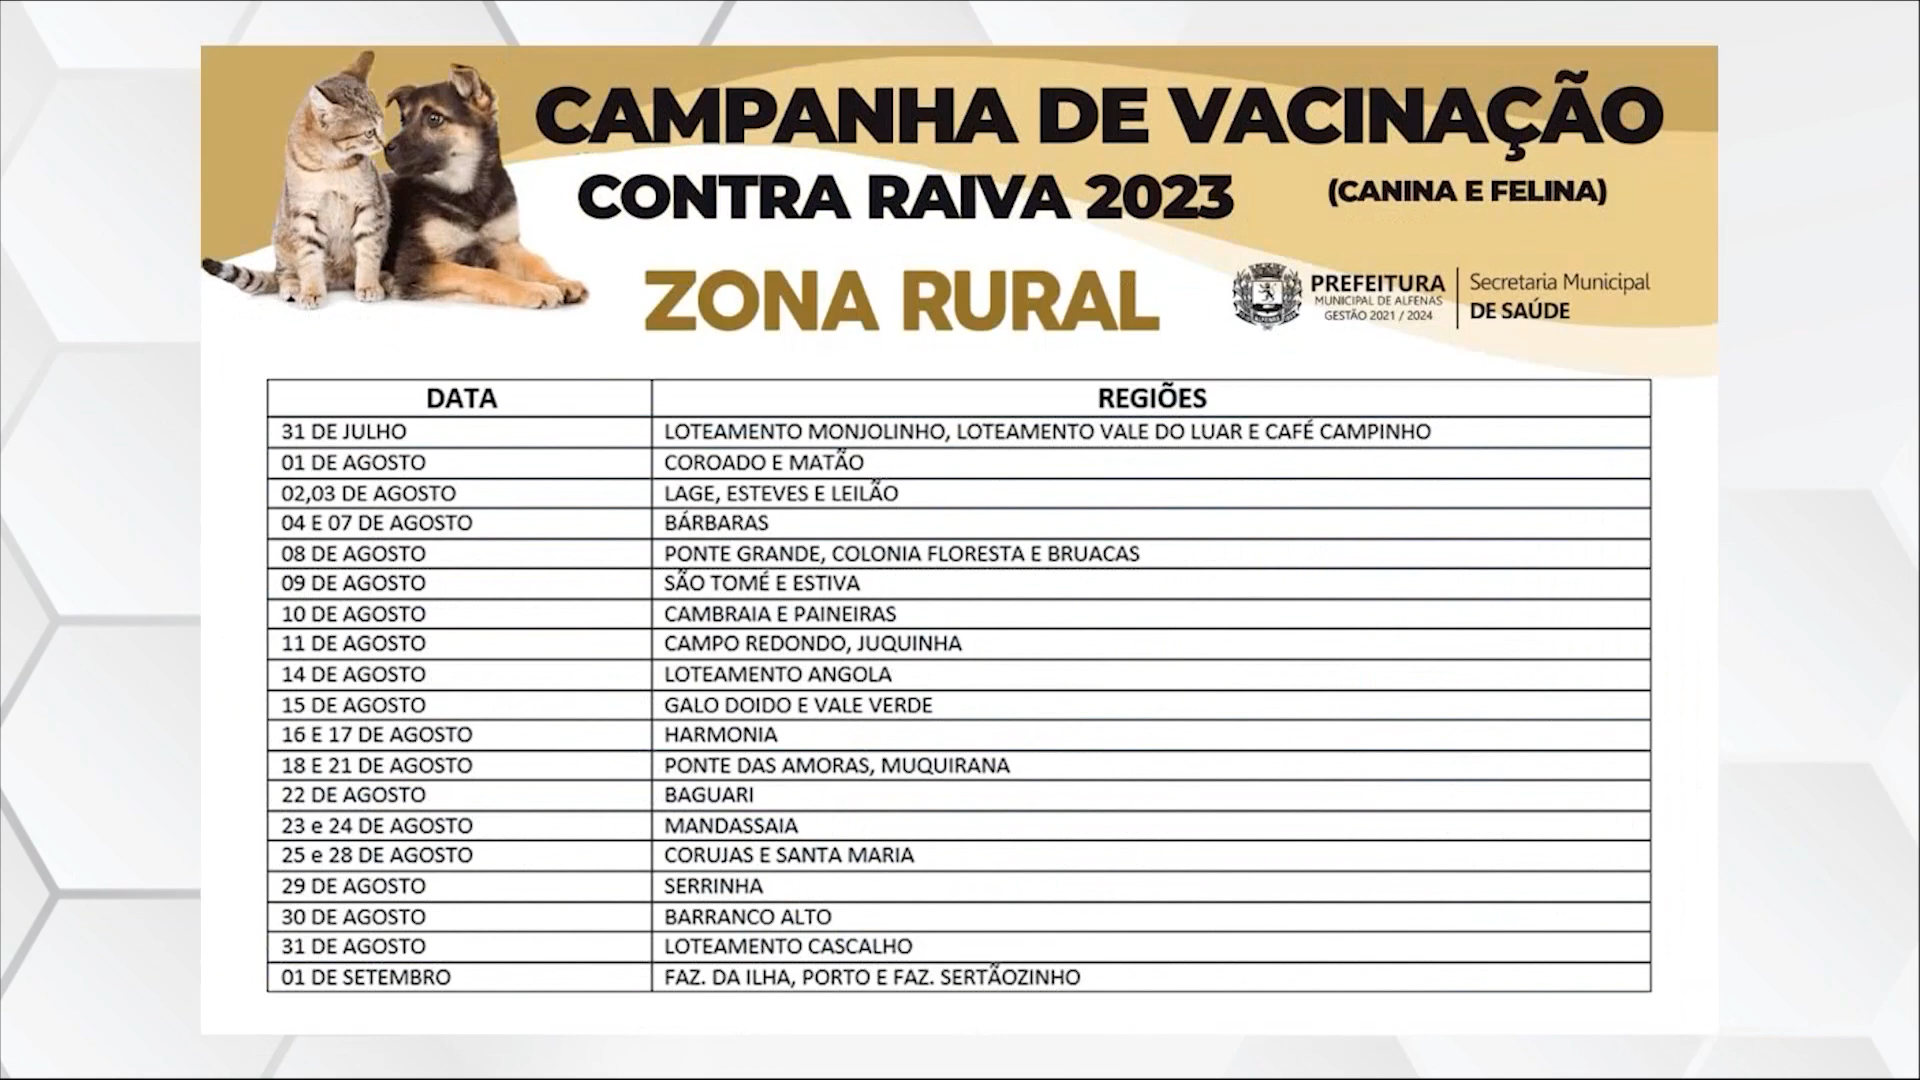 CAMPANHA DE VACINAÇÃO
CONTRA RAIVA 2023 (CANINA E FELINA)
ZONA RURAL
PREFEITURA
MUNICIPAL DE ALFENAS
GESTÃO 2021 / 2024
Secretaria Municipal
DE SAÚDE
DATA REGIÕES
31 DE JULHO LOTEAMENTO MONJOLINHO, LOTEAMENTO VALE DO LUAR E CAFÉ CAMPINHO
01 DE AGOSTO COROADO E MATÃO
02,03 DE AGOSTO LAGE, ESTEVES E LEILÃO
04 E 07 DE AGOSTO BÁRBARAS
08 DE AGOSTO PONTE GRANDE, COLONIA FLORESTA E BRUACAS
09 DE AGOSTO SÃO TOMÉ E ESTIVA
10 DE AGOSTO CAMBRAIA E PAINEIRAS
11 DE AGOSTO CAMPO REDONDO, JUQUINHA
14 DE AGOSTO LOTEAMENTO ANGOLA
15 DE AGOSTO GALO DOIDO E VALE VERDE
16 E 17 DE AGOSTO HARMONIA
18 E 21 DE AGOSTO PONTE DAS AMORAS, MUQUIRANA
22 DE AGOSTO BAGUARI
23 e 24 DE AGOSTO MANDASSAIA
25 e 28 DE AGOSTO CORUJAS E SANTA MARIA
29 DE AGOSTO SERRINHA
30 DE AGOSTO BARRANCO ALTO
31 DE AGOSTO LOTEAMENTO CASCALHO
01 DE SETEMBRO FAZ. DA ILHA, PORTO E FAZ. SERTÃOZINHO